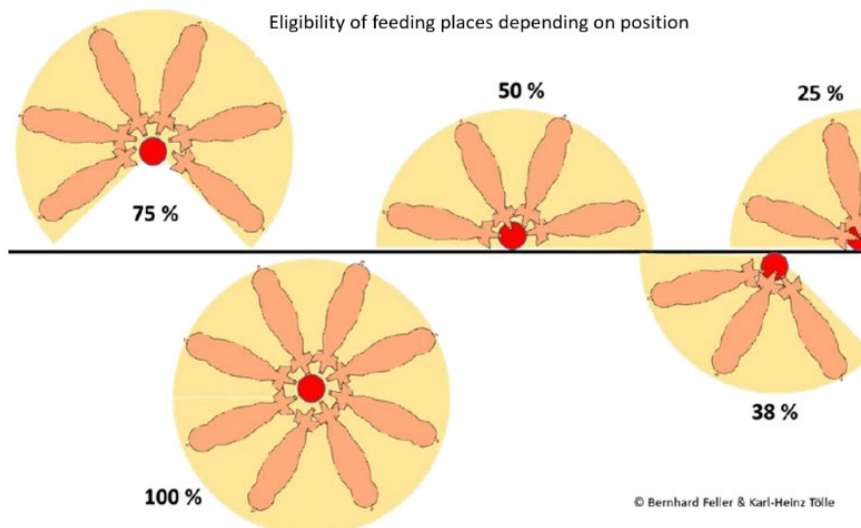 Eligibility of feeding places depending on position
50 %
25 %
75 %
38 %
100 %
© Bernhard Feller & Karl-Heinz Tölle